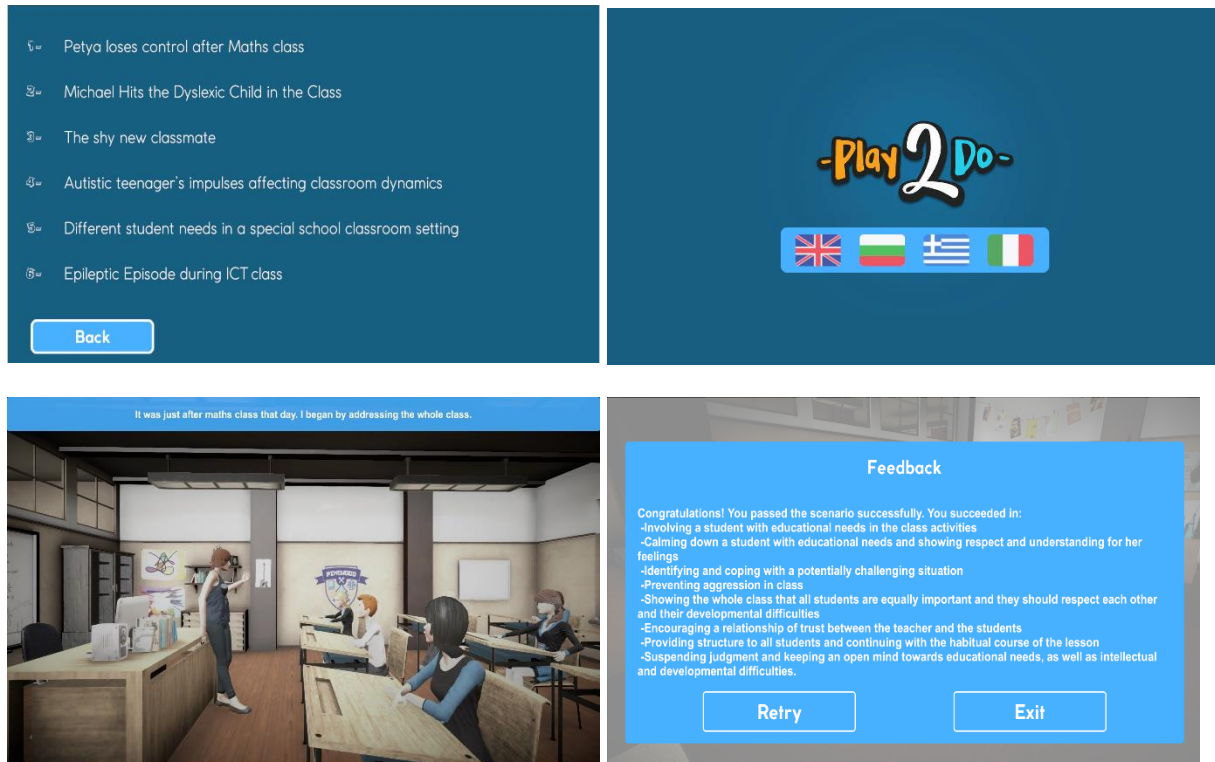 1- Petya loses control after Maths class
2- Michael Hits the Dyslexic Child in the Class
3- The shy new classmate
4- Autistic teenager's impulses affecting classroom dynamics
5- Different student needs in a special school classroom setting
6- Epileptic Episode during ICT class
Back
-Play 2 Do-
It was just after maths class that day. I began by addressing the whole class.
Feedback
Congratulations! You passed the scenario successfully. You succeeded in:
-Involving a student with educational needs in the class activities
-Calming down a student with educational needs and showing respect and understanding for her
feelings
-Identifying and coping with a potentially challenging situation
-Preventing aggression in class
-Showing the whole class that all students are equally important and they should respect each other
and their developmental difficulties
-Encouraging a relationship of trust between the teacher and the students
-Providing structure to all students and continuing with the habitual course of the lesson
-Suspending judgment and keeping an open mind towards educational needs, as well as intellectual
and developmental difficulties.
Retry
Exit